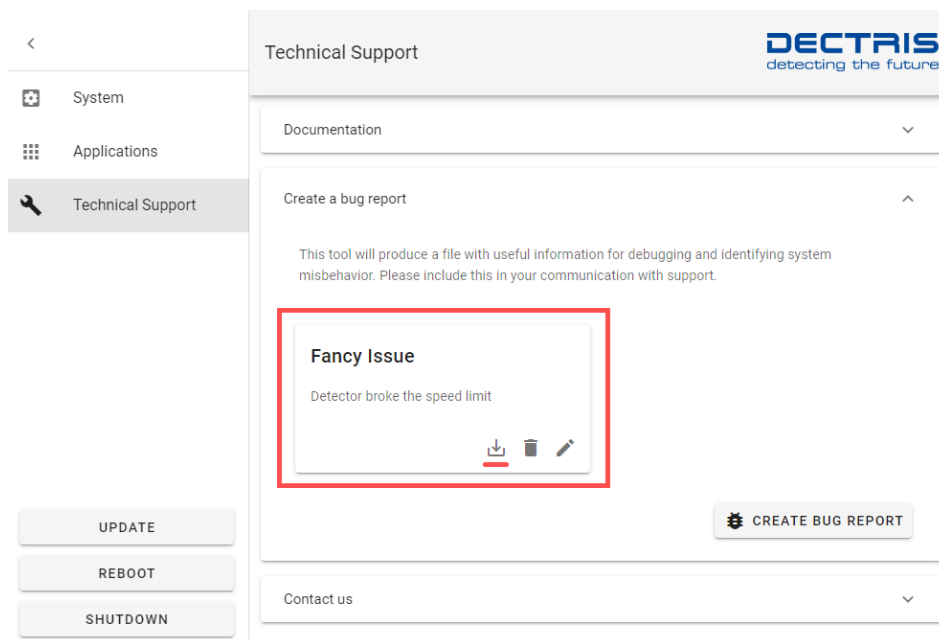 Technical Support
DECTRIS
detecting the future
System
Applications
Technical Support
UPDATE
REBOOT
SHUTDOWN
Documentation
Create a bug report
This tool will produce a file with useful information for debugging and identifying system
misbehavior. Please include this in your communication with support.
Fancy Issue
Detector broke the speed limit
CREATE BUG REPORT
Contact us